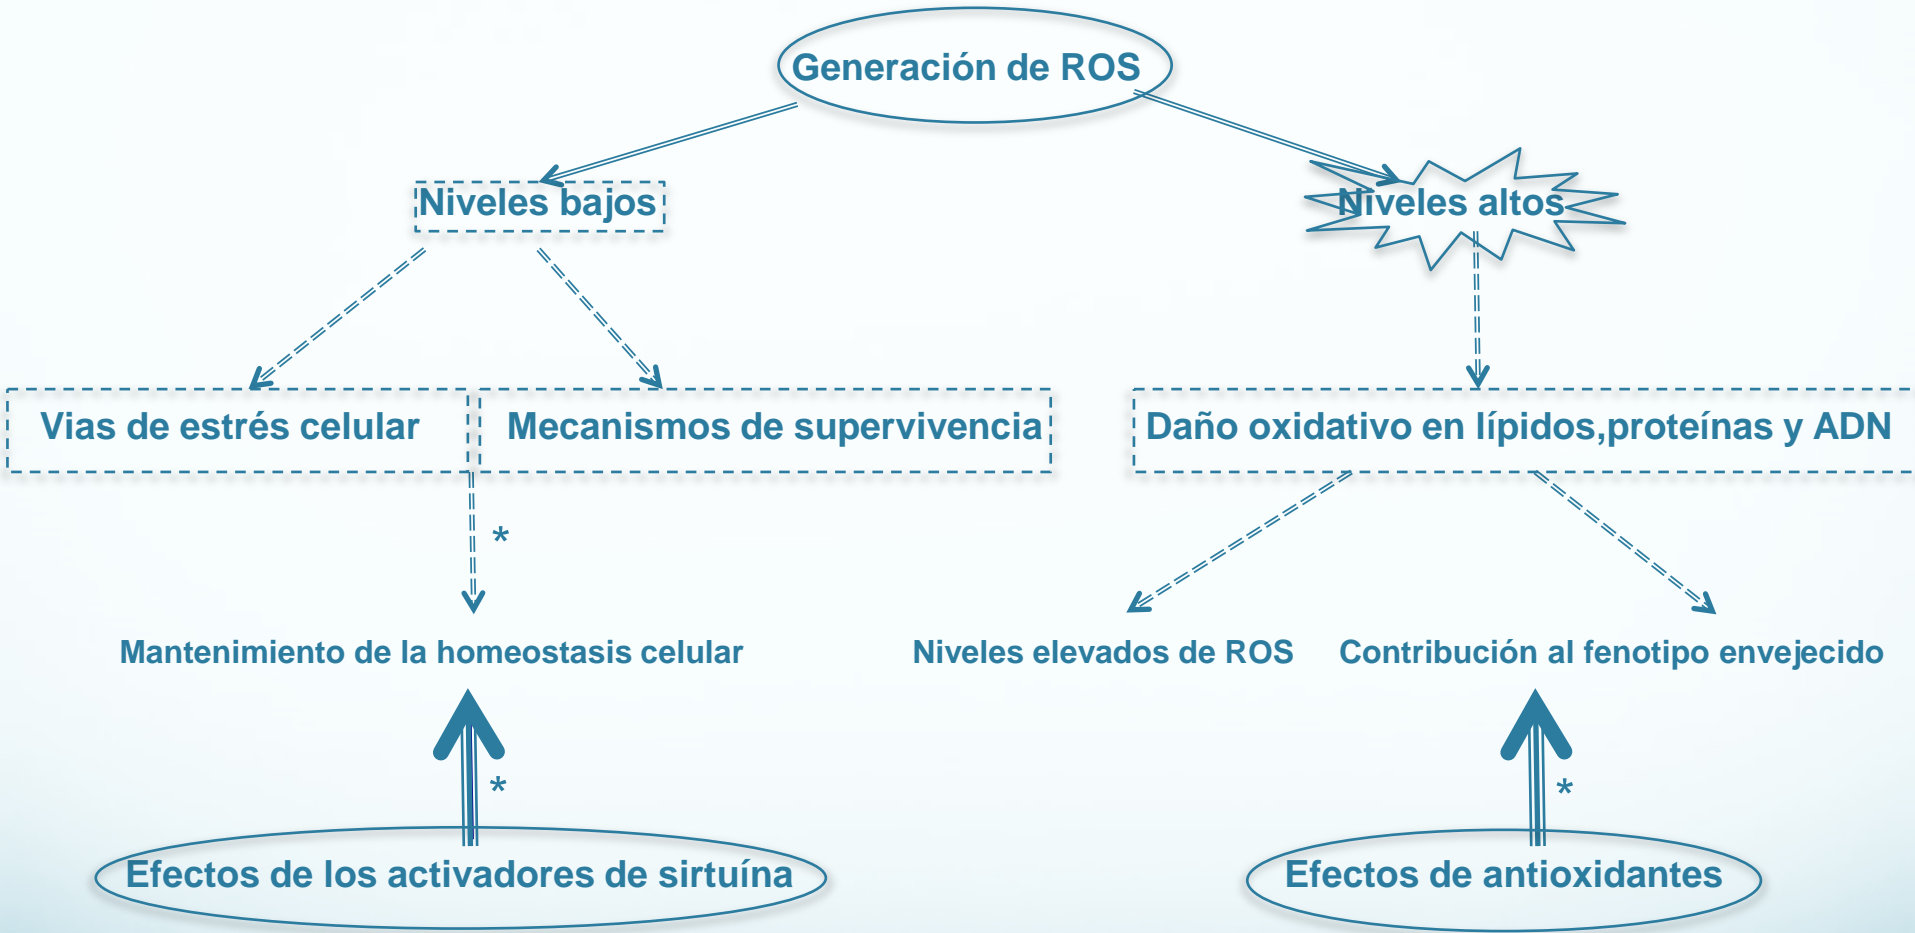 Generación de ROS
Niveles bajos
Niveles altos
Vias de estrés celular
Mecanismos de supervivencia
Daño oxidativo en lípidos,proteínas y ADN
*
Mantenimiento de la homeostasis celular
Niveles elevados de ROS
Contribución al fenotipo envejecido
*
*
Efectos de los activadores de sirtuína
Efectos de antioxidantes